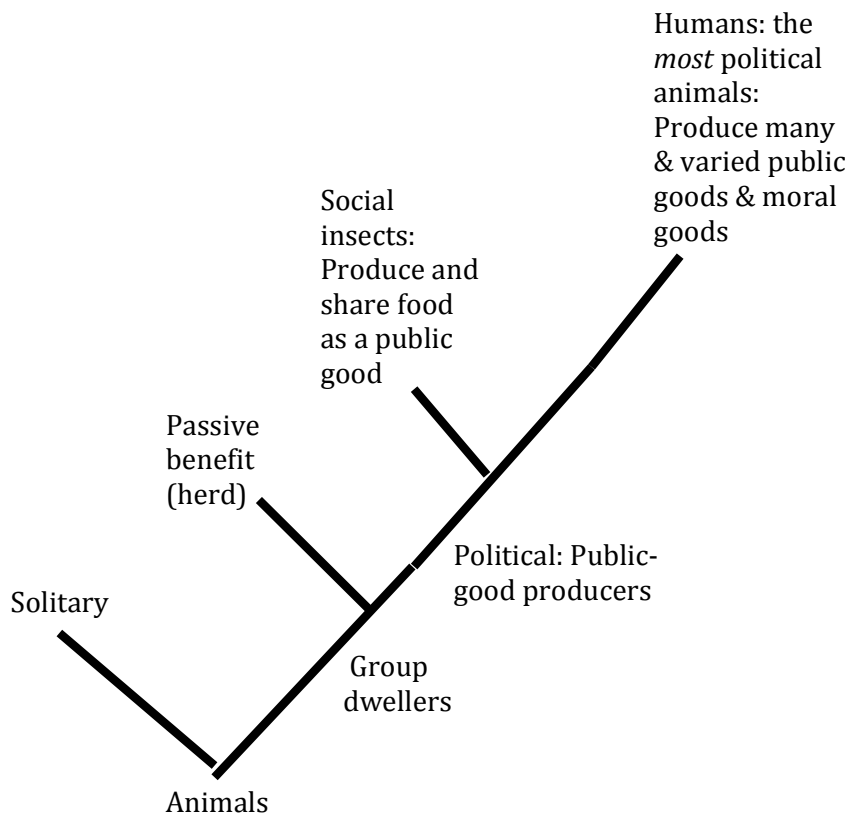 Humans: the
most political
animals:
Produce many
& varied public
goods & moral
goods
Social
insects:
Produce and
share food
as a public
good
Passive
benefit
(herd)
Political: Public-
good producers
Solitary
Group
dwellers
Animals